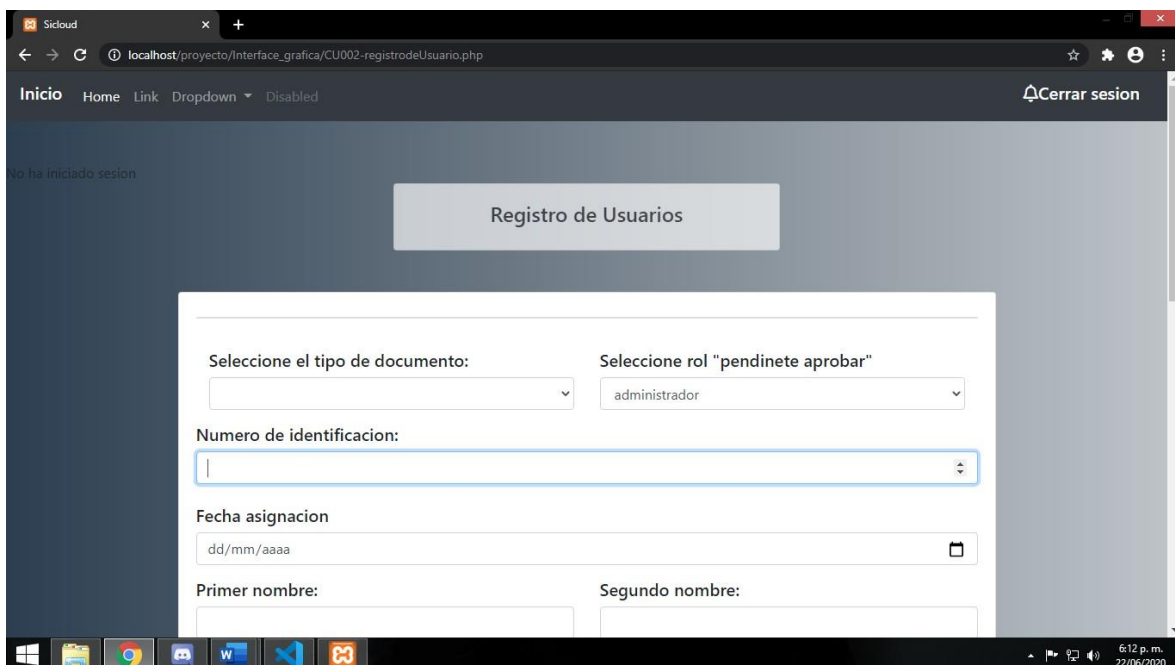 Sicloud
localhost/proyecto/Interface_grafica/CU002-registrodeUsuario.php
Inicio Home Link Dropdown Disabled Cerrar sesion
No ha iniciado sesion
Registro de Usuarios
Seleccione el tipo de documento: Seleccione rol "pendinete aprobar"
administrador
Numero de identificacion:
Fecha asignacion
dd/mm/aaaa
Primer nombre: Segundo nombre:
6:12 p. m.
22/06/2020